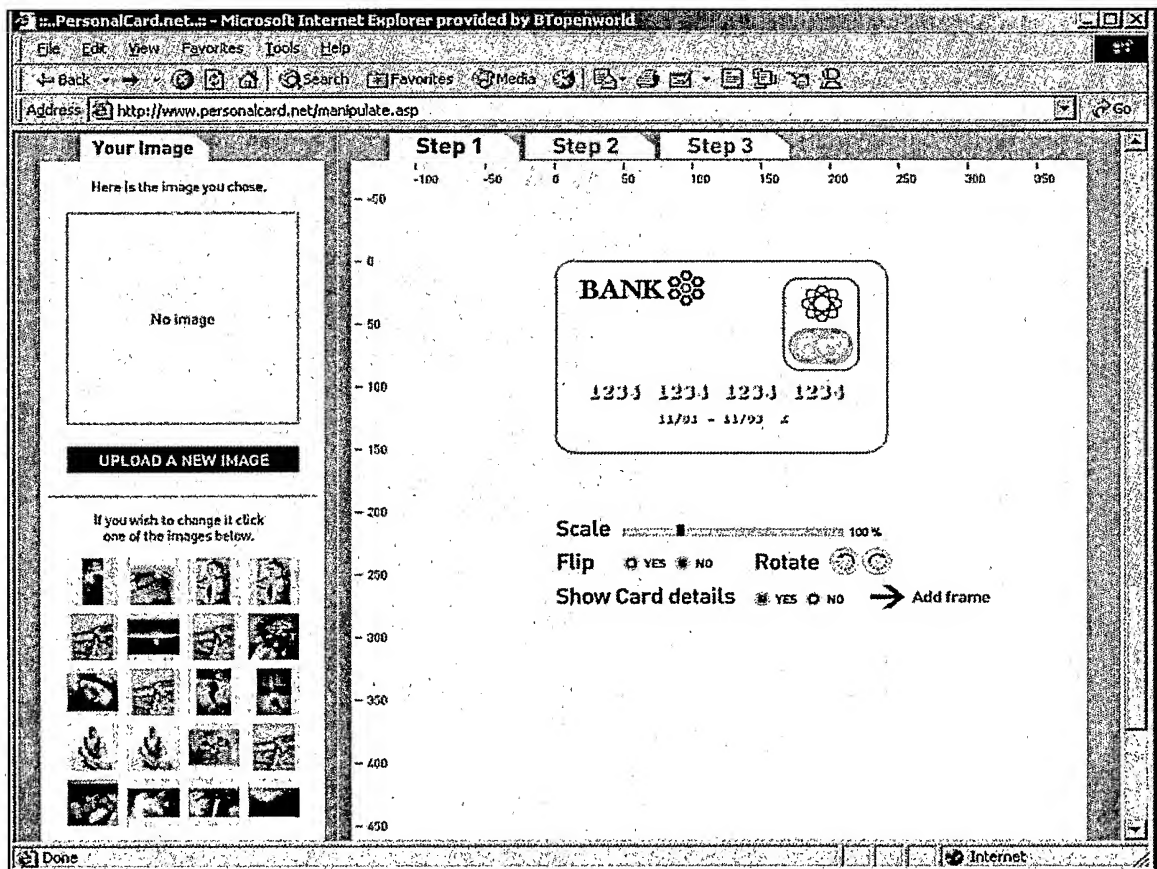 ::..PersonalCard.net..:: - Microsoft Internet Explorer provided by BTopenworld
File Edit View Favorites Tools Help
Back Search Favorites Media
Address http://www.personalcard.net/manipulate.asp Go
Your Image
Here is the image you chose.
No image
UPLOAD A NEW IMAGE
If you wish to change it click
one of the images below.
Step 1 Step 2 Step 3
-100 -50 0 50 100 150 200 250 300 350
-50
0
50
100
150
200
250
300
350
400
450
BANK
1234 1234 1234 1234
11/01 - 11/03
Scale 100 %
Flip YES NO Rotate
Show Card details YES NO Add frame
Done Internet